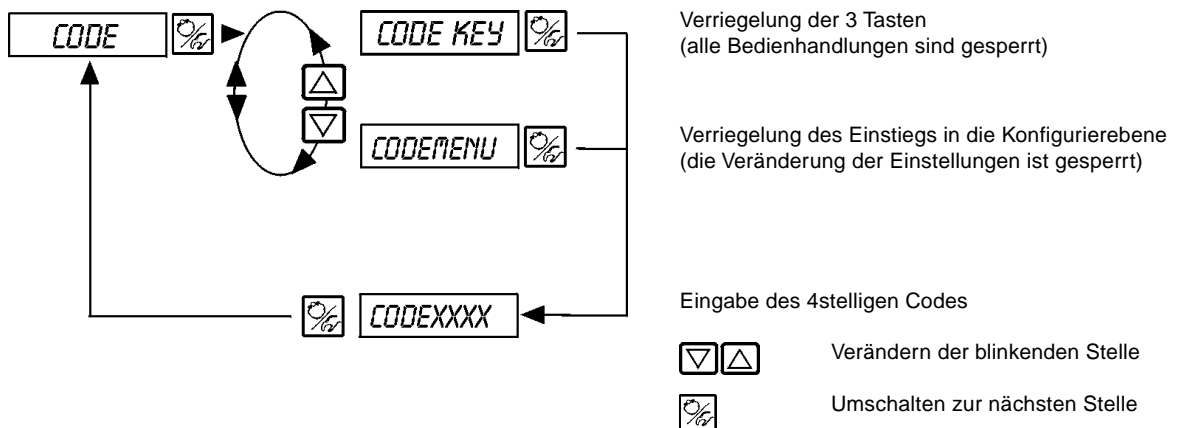 CODE
CODE KEY
Verriegelung der 3 Tasten
(alle Bedienhandlungen sind gesperrt)
CODEMENU
Verriegelung des Einstiegs in die Konfigurierebene
(die Veränderung der Einstellungen ist gesperrt)
CODEXXXX
Eingabe des 4stelligen Codes
Verändern der blinkenden Stelle
Umschalten zur nächsten Stelle